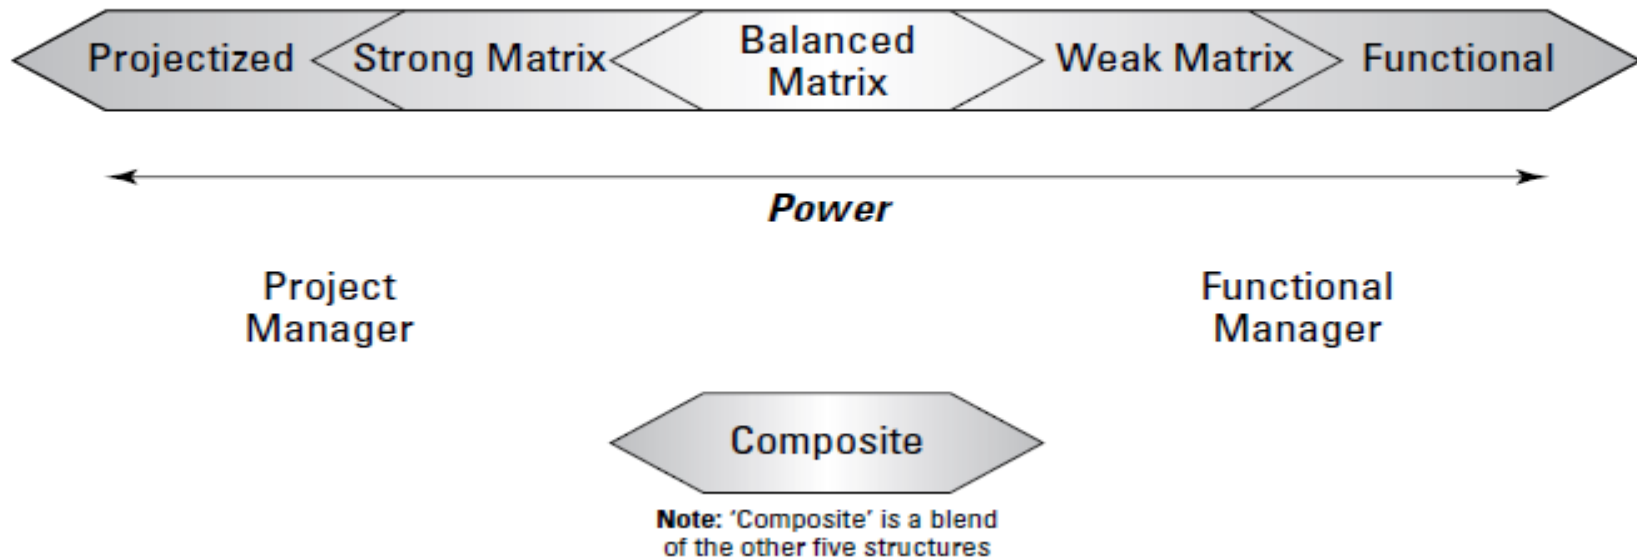 Projectized
Strong Matrix
Balanced
Matrix
Weak Matrix
Functional
Power
Project
Manager
Functional
Manager
Composite
Note: ‘Composite’ is a blend
of the other five structures